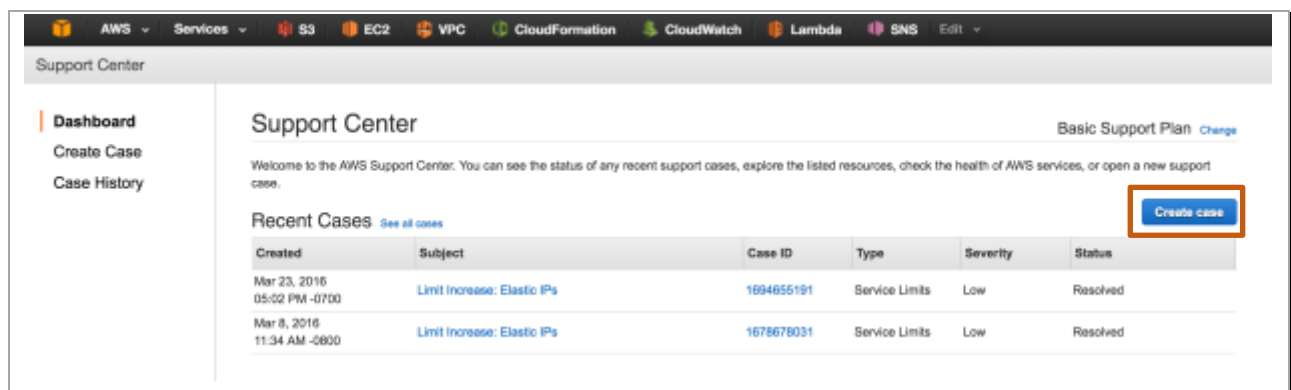 AWS Services S3 EC2 VPC CloudFormation CloudWatch Lambda SNS Edit
Support Center
Dashboard
Create Case
Case History
Support Center
Basic Support Plan Change
Welcome to the AWS Support Center. You can see the status of any recent support cases, explore the listed resources, check the health of AWS services, or open a new support
case.
Create case
Recent Cases See all cases
Created Subject Case ID Type Severity Status
Mar 23, 2016
05:02 PM -0700
Limit Increase: Elastic IPs 1694655191 Service Limits Low Resolved
Mar 8, 2016
11:34 AM -0800
Limit Increase: Elastic IPs 1678678031 Service Limits Low Resolved